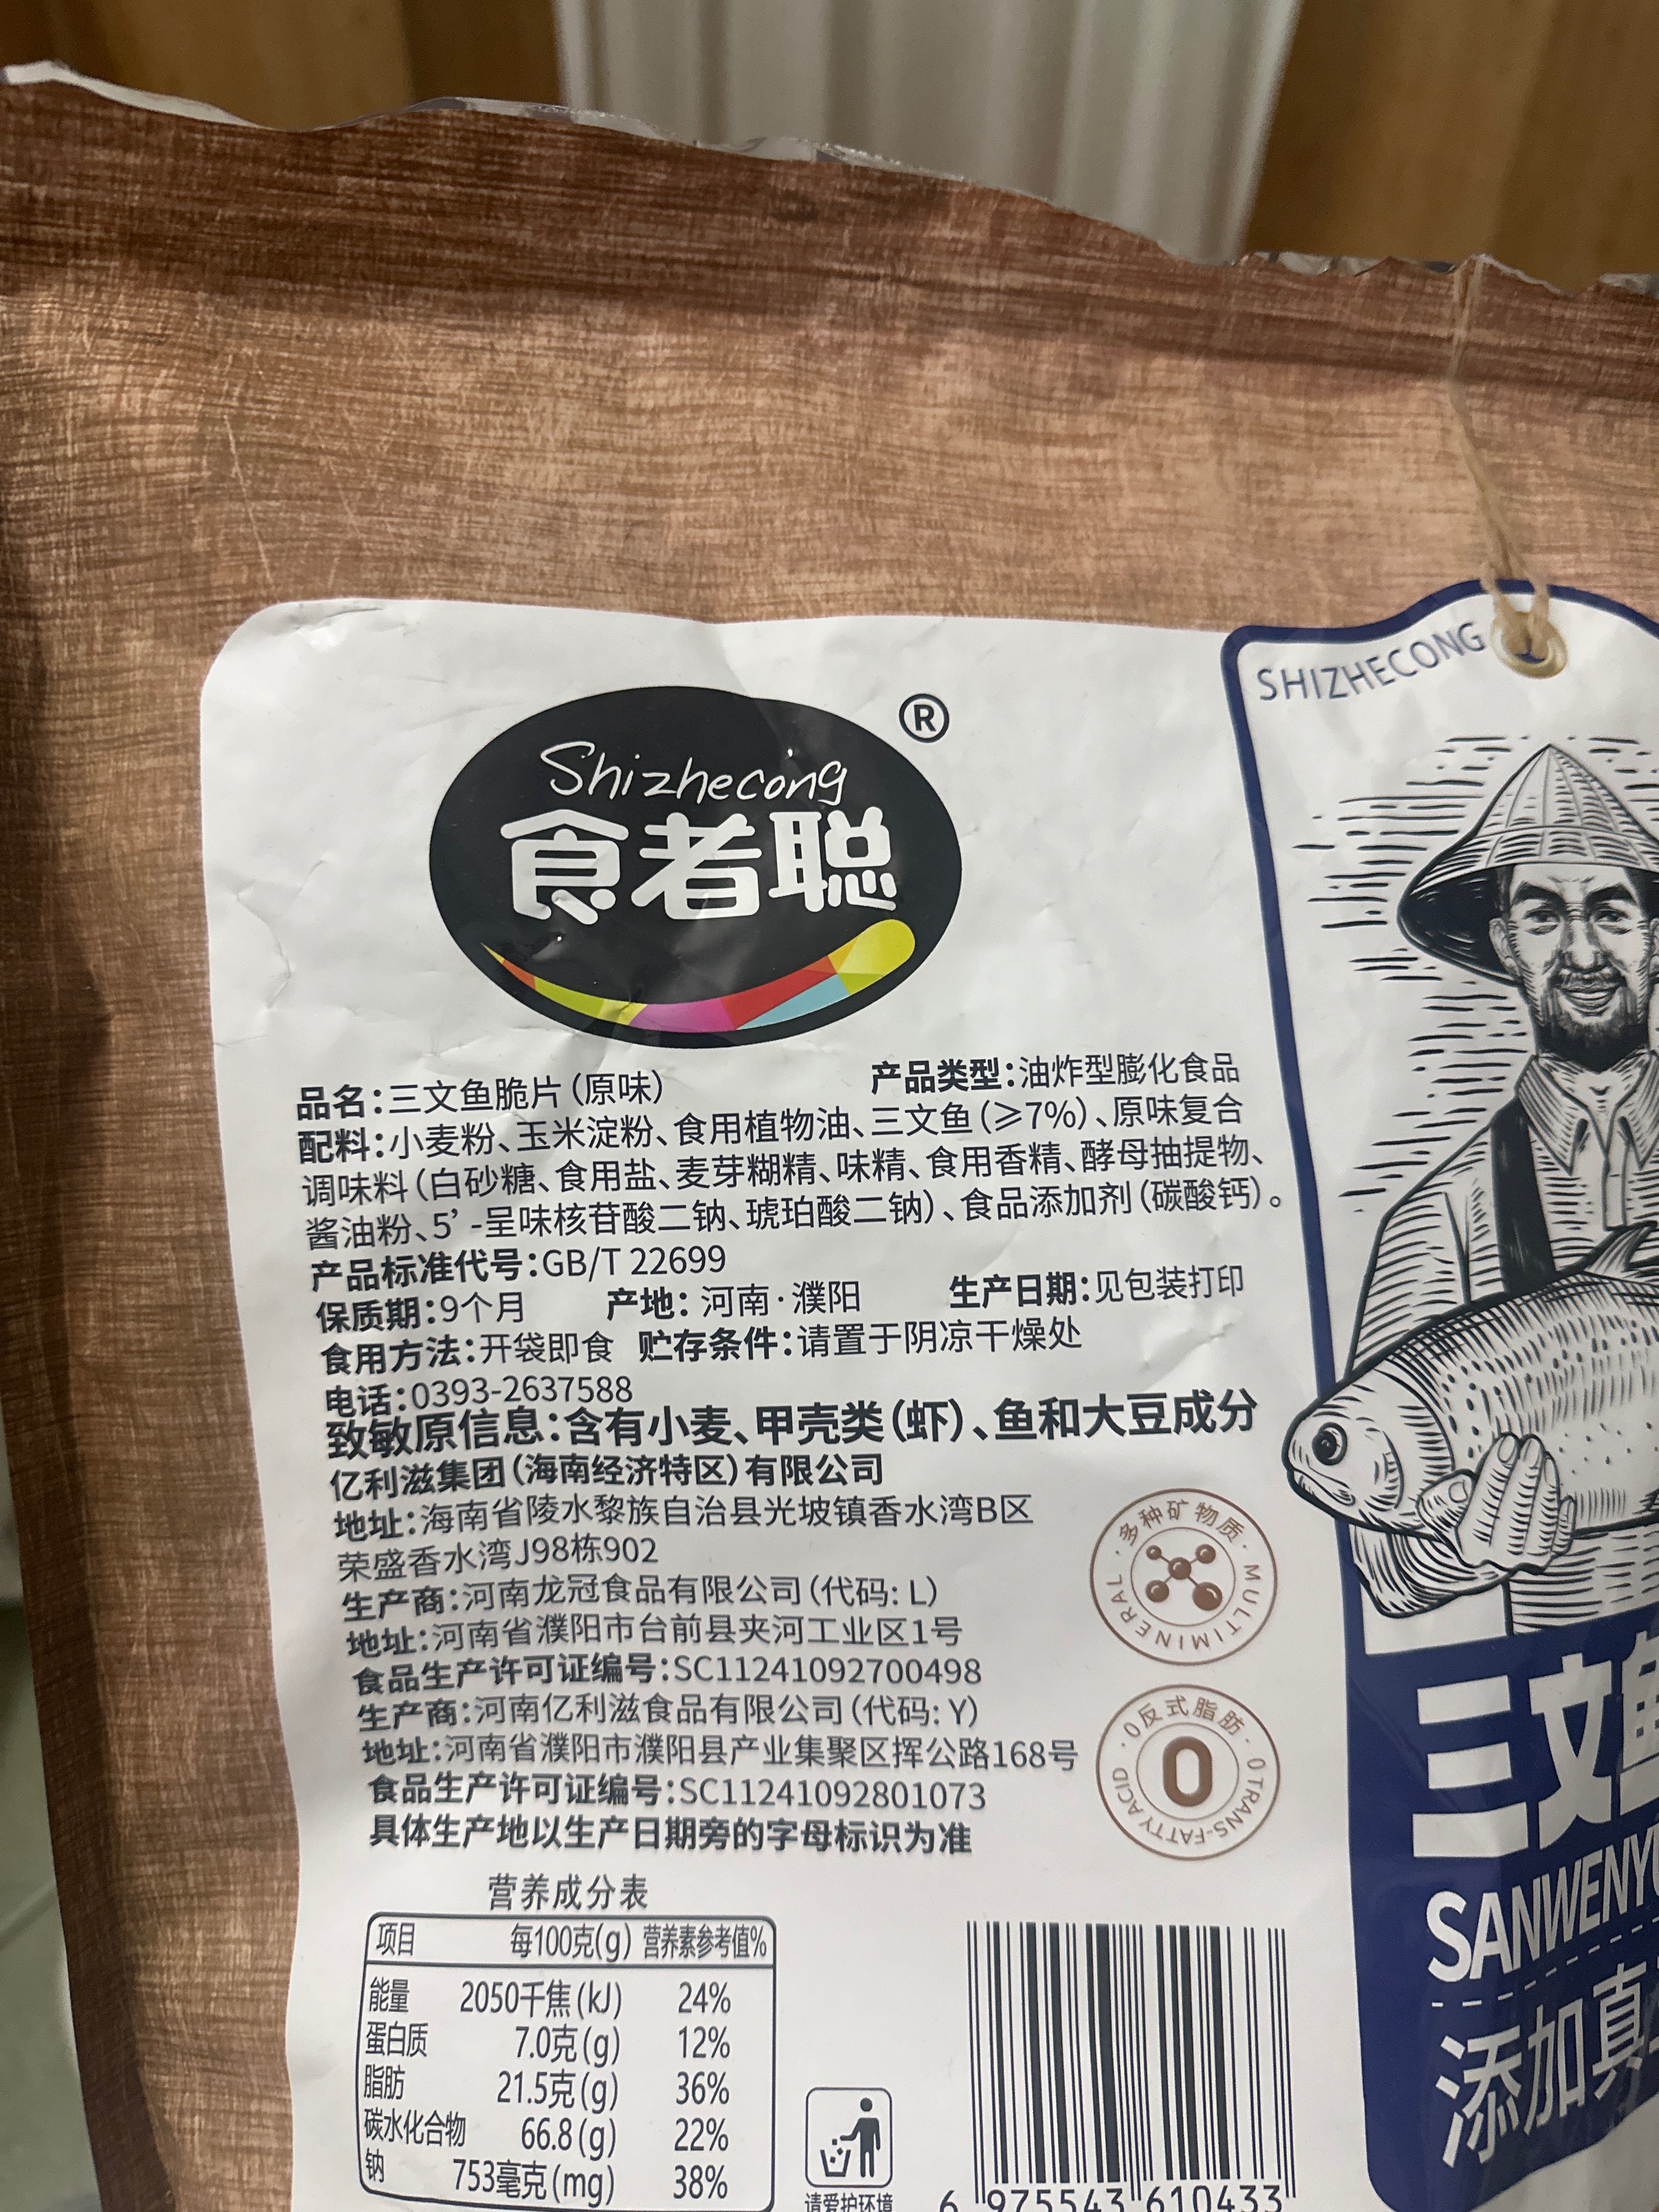 SHIZHECONG
Shizhecong
®
食者聪
品名：三文鱼脆片（原味） 产品类型：油炸型膨化食品
配料：小麦粉、玉米淀粉、食用植物油、三文鱼（≥7%）、原味复合
调味料（白砂糖、食用盐、麦芽糊精、味精、食用香精、酵母抽提物、
酱油粉、5’-呈味核苷酸二钠、琥珀酸二钠）、食品添加剂（碳酸钙）。
产品标准代号：GB/T 22699
保质期：9个月 产地：河南·濮阳 生产日期：见包装打印
食用方法：开袋即食 贮存条件：请置于阴凉干燥处
电话：0393-2637588
致敏原信息：含有小麦、甲壳类（虾）、鱼和大豆成分
亿利滋集团（海南经济特区）有限公司
地址：海南省陵水黎族自治县光坡镇香水湾B区
荣盛香水湾J98栋902
生产商：河南龙冠食品有限公司（代码：L）
地址：河南省濮阳市台前县夹河工业区1号
食品生产许可证编号：SC11241092700498
生产商：河南亿利滋食品有限公司（代码：Y）
地址：河南省濮阳市濮阳县产业集聚区挥公路168号
食品生产许可证编号：SC11241092801073
具体生产地以生产日期旁的字母标识为准
·多种矿物质·MULTIMINERAL
·0反式脂肪·0TRANS-FATTYACID
0
营养成分表
项目 每100克(g) 营养素参考值%
能量 2050千焦(kJ) 24%
蛋白质 7.0克(g) 12%
脂肪 21.5克(g) 36%
碳水化合物 66.8(g) 22%
钠 753毫克(mg) 38%
请爱护环境
6 975543 610433
三文鱼
SANWENY
添加真